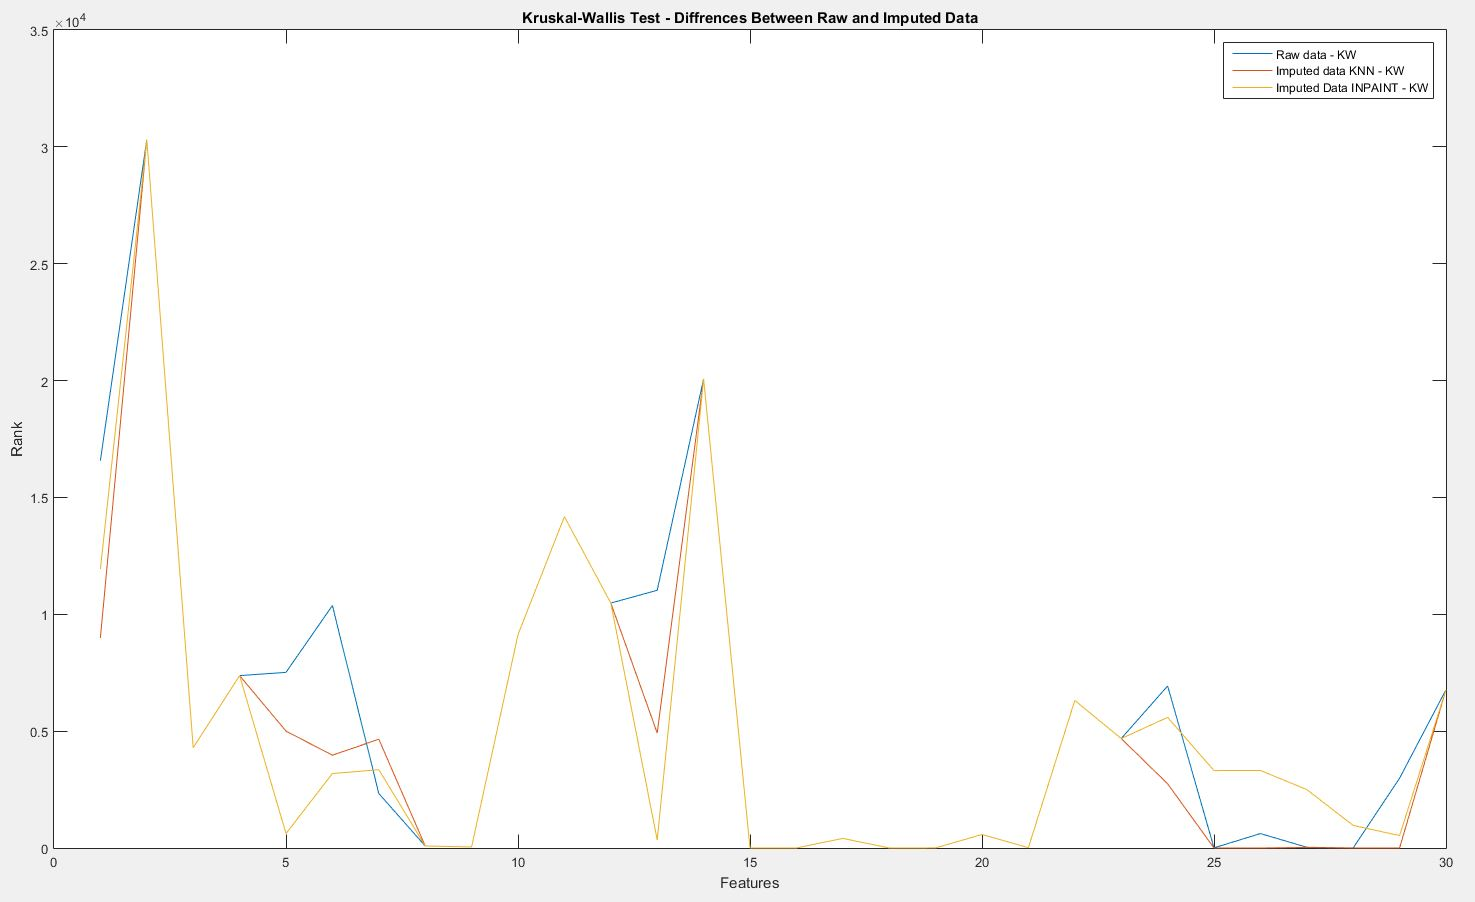 Kruskal-Wallis Test - Diffrences Between Raw and Imputed Data
×10^4
3.5
3
2.5
2
1.5
1
0.5
0
Rank
Raw data - KW
Imputed data KNN - KW
Imputed Data INPAINT - KW
0 5 10 15 20 25 30
Features